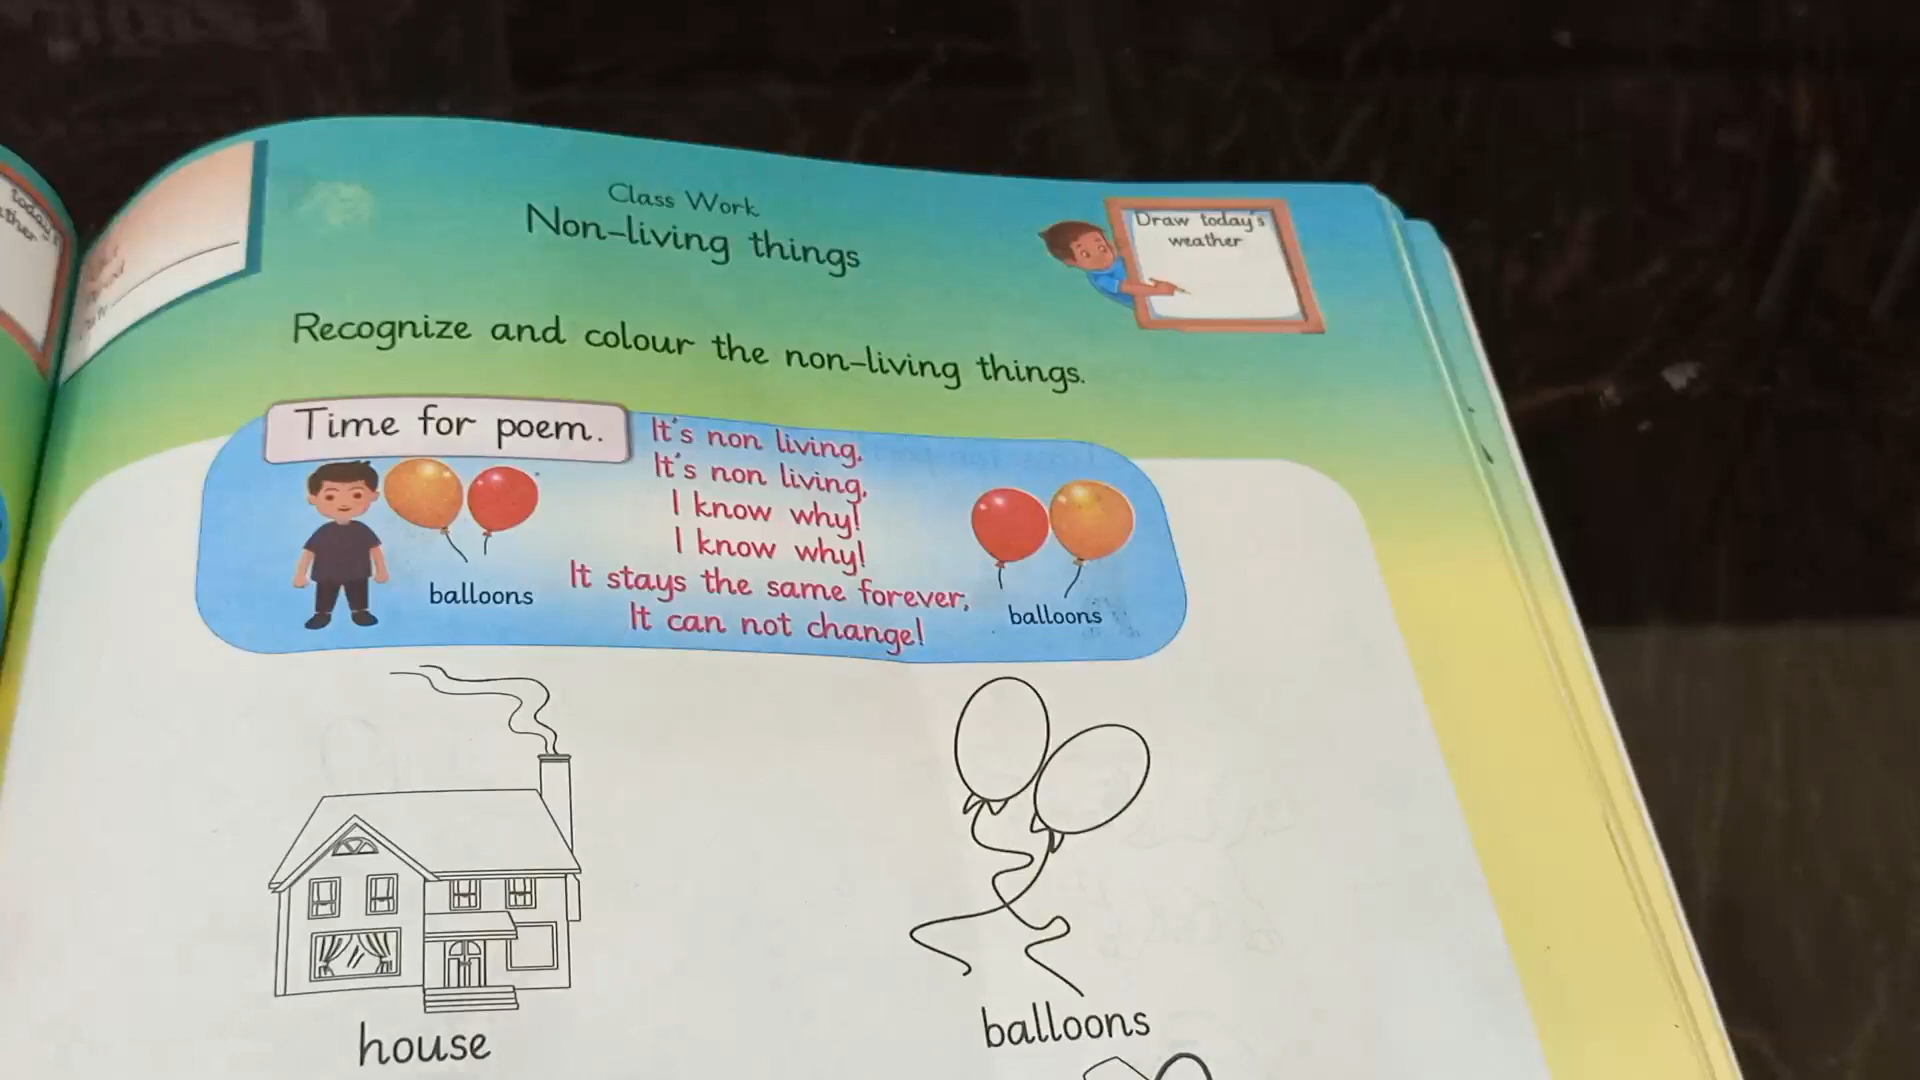 Class Work
Non-living things
Draw today's
weather
Recognize and colour the non-living things.
Time for poem.
It's non living.
It's non living,
I know why!
I know why!
It stays the same forever,
It can not change!
balloons
balloons
house
balloons